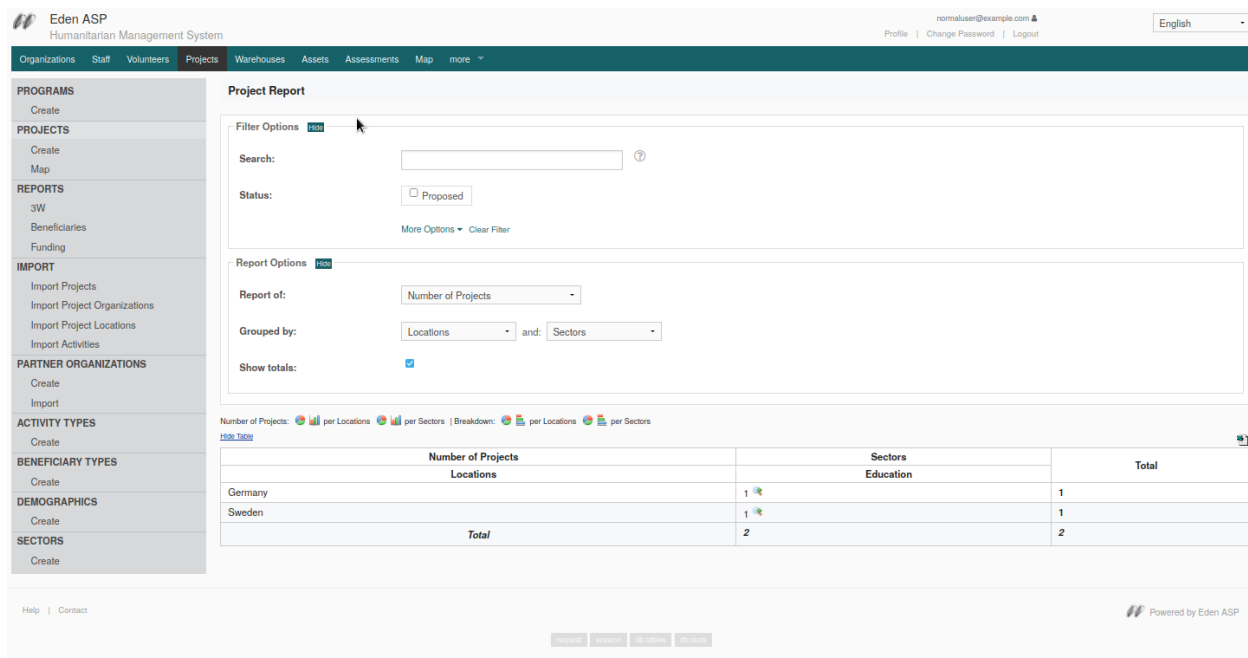 Eden ASP
Humanitarian Management System
normaluser@example.com
Profile | Change Password | Logout
English
Organizations Staff Volunteers Projects Warehouses Assets Assessments Map more
PROGRAMS
Create
PROJECTS
Create
Map
REPORTS
3W
Beneficiaries
Funding
IMPORT
Import Projects
Import Project Organizations
Import Project Locations
Import Activities
PARTNER ORGANIZATIONS
Create
Import
ACTIVITY TYPES
Create
BENEFICIARY TYPES
Create
DEMOGRAPHICS
Create
SECTORS
Create
Project Report
Filter Options Hide
Search: ?
Status: Proposed
More Options Clear Filter
Report Options Hide
Report of: Number of Projects
Grouped by: Locations and: Sectors
Show totals:
Number of Projects: per Locations per Sectors | Breakdown: per Locations per Sectors
Hide Table
Number of Projects Sectors Total
Locations Education
Germany 1 1
Sweden 1 1
Total 2 2
Help | Contact
Powered by Eden ASP
request session db tables db stats